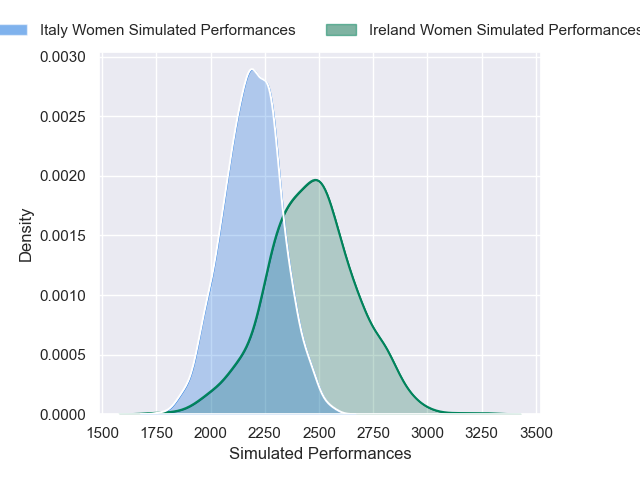 Italy Women Simulated Performances
Ireland Women Simulated Performances
0.0030
0.0025
0.0020
0.0015
0.0010
0.0005
0.0000
Density
1500 1750 2000 2250 2500 2750 3000 3250 3500
Simulated Performances